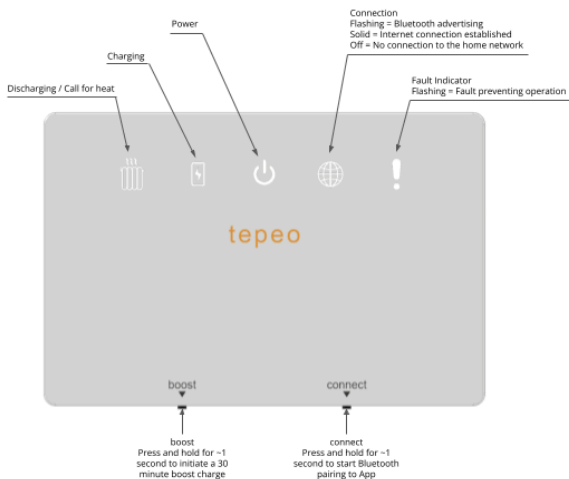 Connection
Flashing = Bluetooth advertising
Solid = Internet connection established
Off = No connection to the home network
Power
Charging
Fault Indicator
Flashing = Fault preventing operation
Discharging / Call for heat
tepeo
boost
connect
boost
Press and hold for ~1
second to initiate a 30
minute boost charge
connect
Press and hold for ~1
second to start Bluetooth
pairing to App